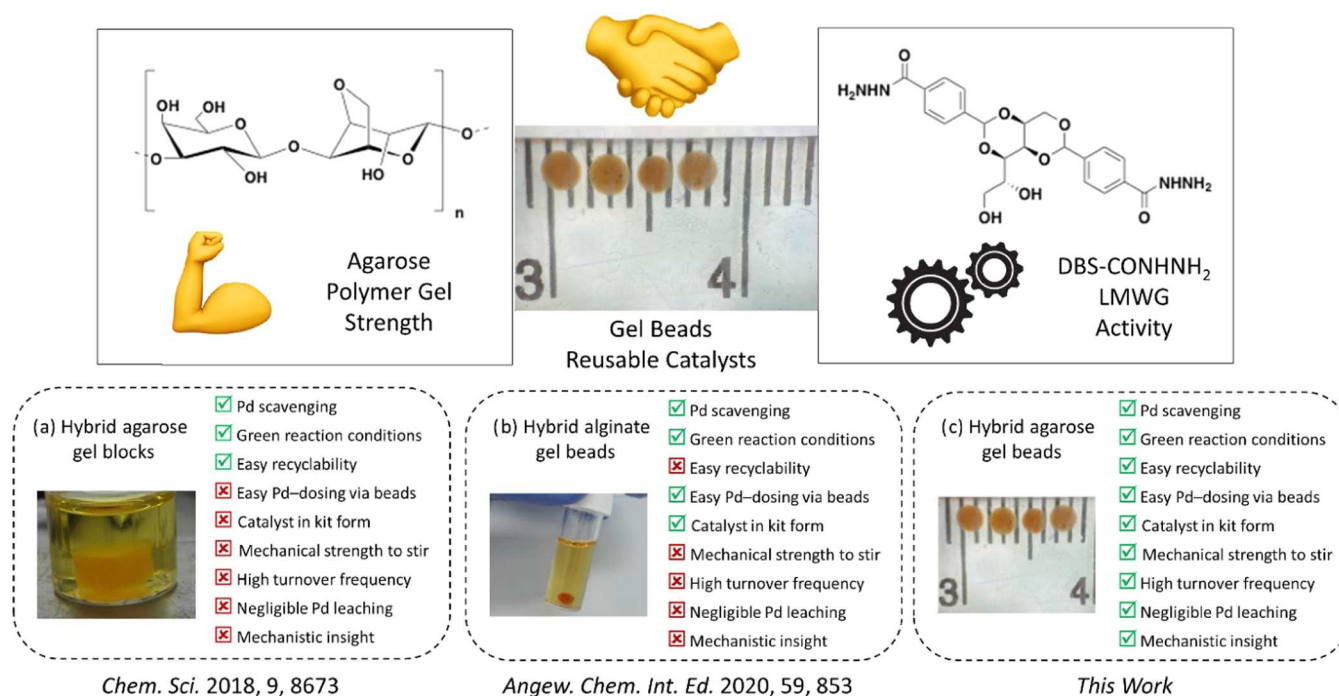 OH
OH
O
O
OH
O
O
HO
O
O
n
Agarose
Polymer Gel
Strength
3
4
Gel Beads
Reusable Catalysts
O
H₂NHN
O
O
O
O
OH
OH
NHNH₂
O
DBS-CONHNH₂
LMWG
Activity
(a) Hybrid agarose
gel blocks
Pd scavenging
Green reaction conditions
Easy recyclability
Easy Pd–dosing via beads
Catalyst in kit form
Mechanical strength to stir
High turnover frequency
Negligible Pd leaching
Mechanistic insight
Chem. Sci. 2018, 9, 8673
(b) Hybrid alginate
gel beads
Pd scavenging
Green reaction conditions
Easy recyclability
Easy Pd–dosing via beads
Catalyst in kit form
Mechanical strength to stir
High turnover frequency
Negligible Pd leaching
Mechanistic insight
Angew. Chem. Int. Ed. 2020, 59, 853
(c) Hybrid agarose
gel beads
3
4
Pd scavenging
Green reaction conditions
Easy recyclability
Easy Pd–dosing via beads
Catalyst in kit form
Mechanical strength to stir
High turnover frequency
Negligible Pd leaching
Mechanistic insight
This Work